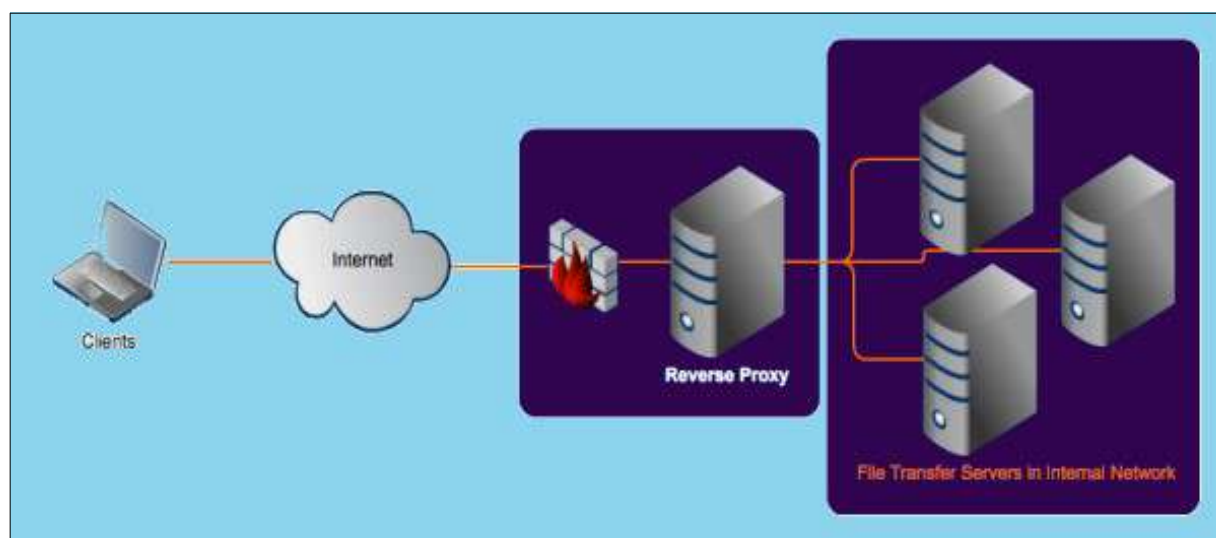 Clients
Internet
Reverse Proxy
File Transfer Servers in Internal Network